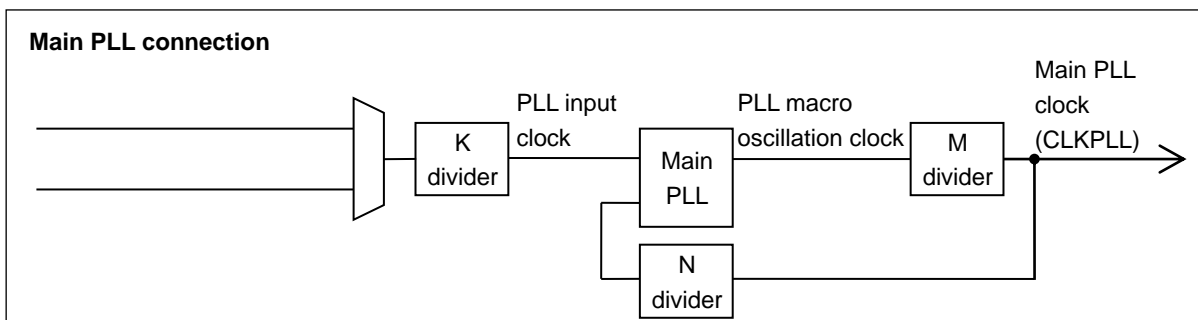 Main PLL connection
PLL input
clock
PLL macro
oscillation clock
Main PLL
clock
(CLKPLL)
K
divider
Main
PLL
M
divider
N
divider